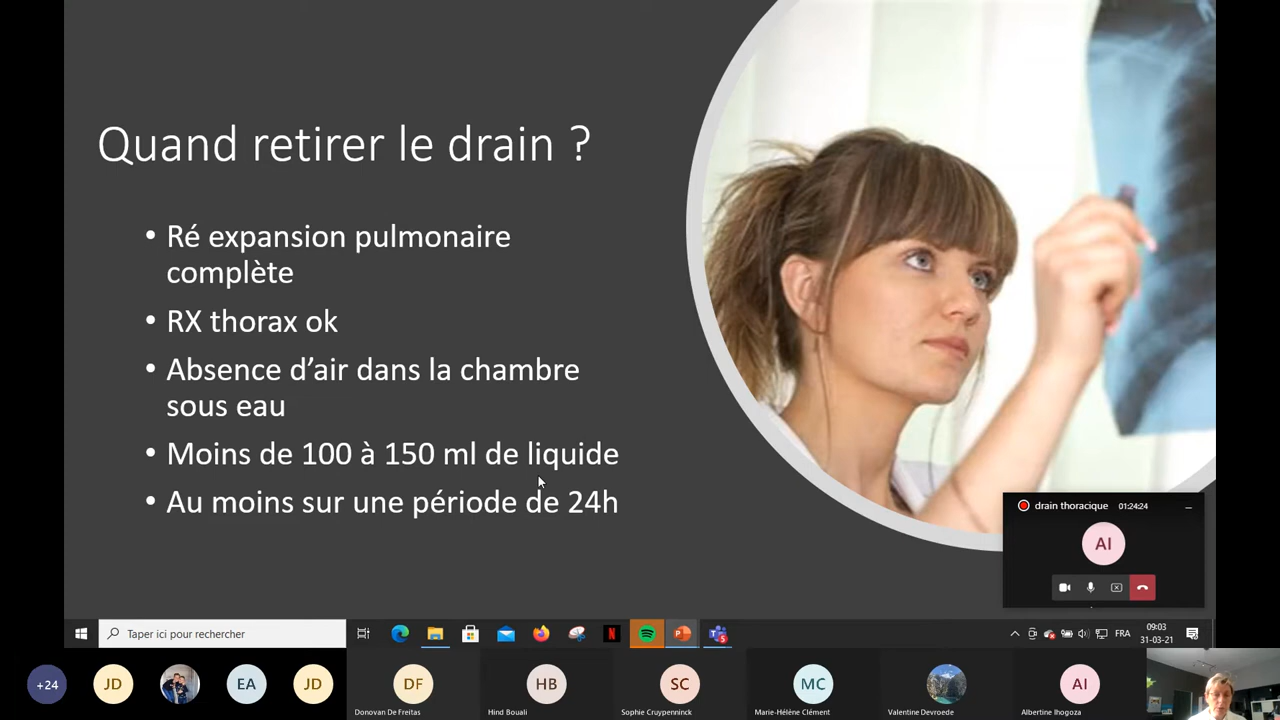 Quand retirer le drain ?
• Ré expansion pulmonaire
complète
• RX thorax ok
• Absence d’air dans la chambre
sous eau
• Moins de 100 à 150 ml de liquide
• Au moins sur une période de 24h
drain thoracique 01:24:24
AI
Taper ici pour rechercher
FRA
09:03
31-03-21
+24
JD
EA
JD
DF
HB
SC
MC
AI
Donovan De Freitas
Hind Bouali
Sophie Cruypenninck
Marie-Hélène Clément
Valentine Devroede
Albertine Ihogoza